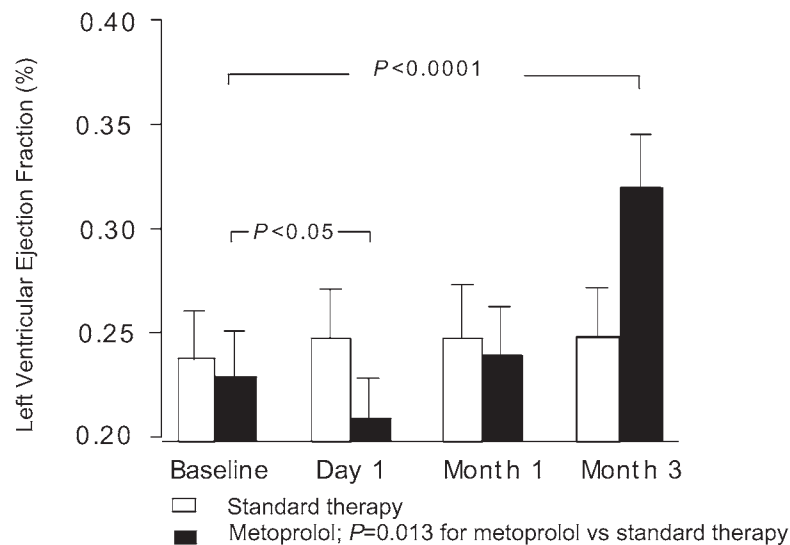 0.40
P<0.0001
0.35
0.30
P<0.05
0.25
0.20
Left Ventricular Ejection Fraction (%)
Baseline Day 1 Month 1 Month 3
Standard therapy
Metoprolol; P=0.013 for metoprolol vs standard therapy